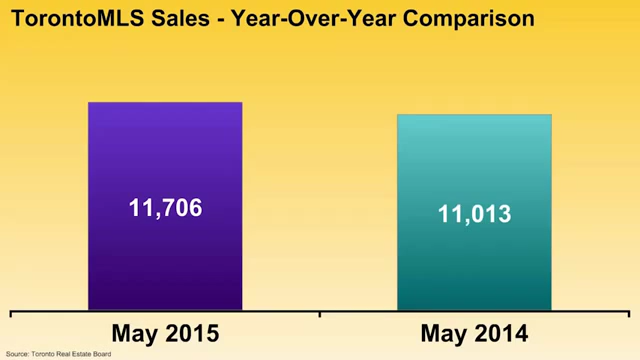 TorontoMLS Sales - Year-Over-Year Comparison
11,706
11,013
May 2015
May 2014
Source: Toronto Real Estate Board